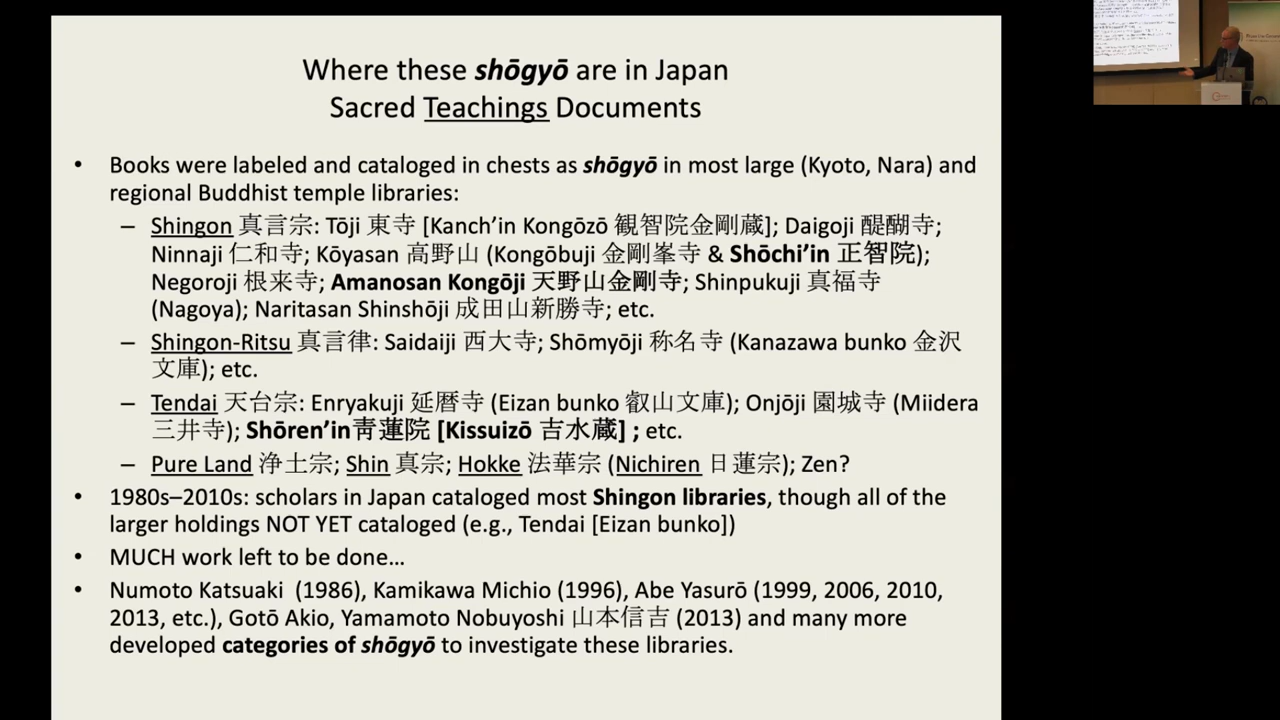 Where these shōgyō are in Japan
Sacred Teachings Documents
• Books were labeled and cataloged in chests as shōgyō in most large (Kyoto, Nara) and
regional Buddhist temple libraries:
– Shingon 真言宗: Tōji 東寺 [Kanch’in Kongōzō 観智院金剛蔵]; Daigoji 醍醐寺;
Ninnaji 仁和寺; Kōyasan 高野山 (Kongōbuji 金剛峯寺 & Shōchi’in 正智院);
Negoroji 根来寺; Amanosan Kongōji 天野山金剛寺; Shinpukuji 真福寺
(Nagoya); Naritasan Shinshōji 成田山新勝寺; etc.
– Shingon-Ritsu 真言律: Saidaiji 西大寺; Shōmyōji 称名寺 (Kanazawa bunko 金沢
文庫); etc.
– Tendai 天台宗: Enryakuji 延暦寺 (Eizan bunko 叡山文庫); Onjōji 園城寺 (Miidera
三井寺); Shōren’in靑蓮院 [Kissuizō 吉水蔵] ; etc.
– Pure Land 浄土宗; Shin 真宗; Hokke 法華宗 (Nichiren 日蓮宗); Zen?
• 1980s–2010s: scholars in Japan cataloged most Shingon libraries, though all of the
larger holdings NOT YET cataloged (e.g., Tendai [Eizan bunko])
• MUCH work left to be done…
• Numoto Katsuaki (1986), Kamikawa Michio (1996), Abe Yasurō (1999, 2006, 2010,
2013, etc.), Gotō Akio, Yamamoto Nobuyoshi 山本信吉 (2013) and many more
developed categories of shōgyō to investigate these libraries.